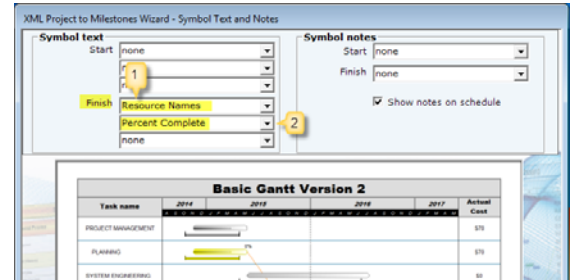 XML Project to Milestones Wizard - Symbol Text and Notes
Symbol text
Start none
1
Finish Resource Names
Percent Complete
2
none
Symbol notes
Start none
Finish none
Show notes on schedule
Basic Gantt Version 2
Task name 2014 2015 2016 2017 Actual Cost
PROJECT MANAGEMENT $70
PLANNING 0% $70
SYSTEM ENGINEERING $0